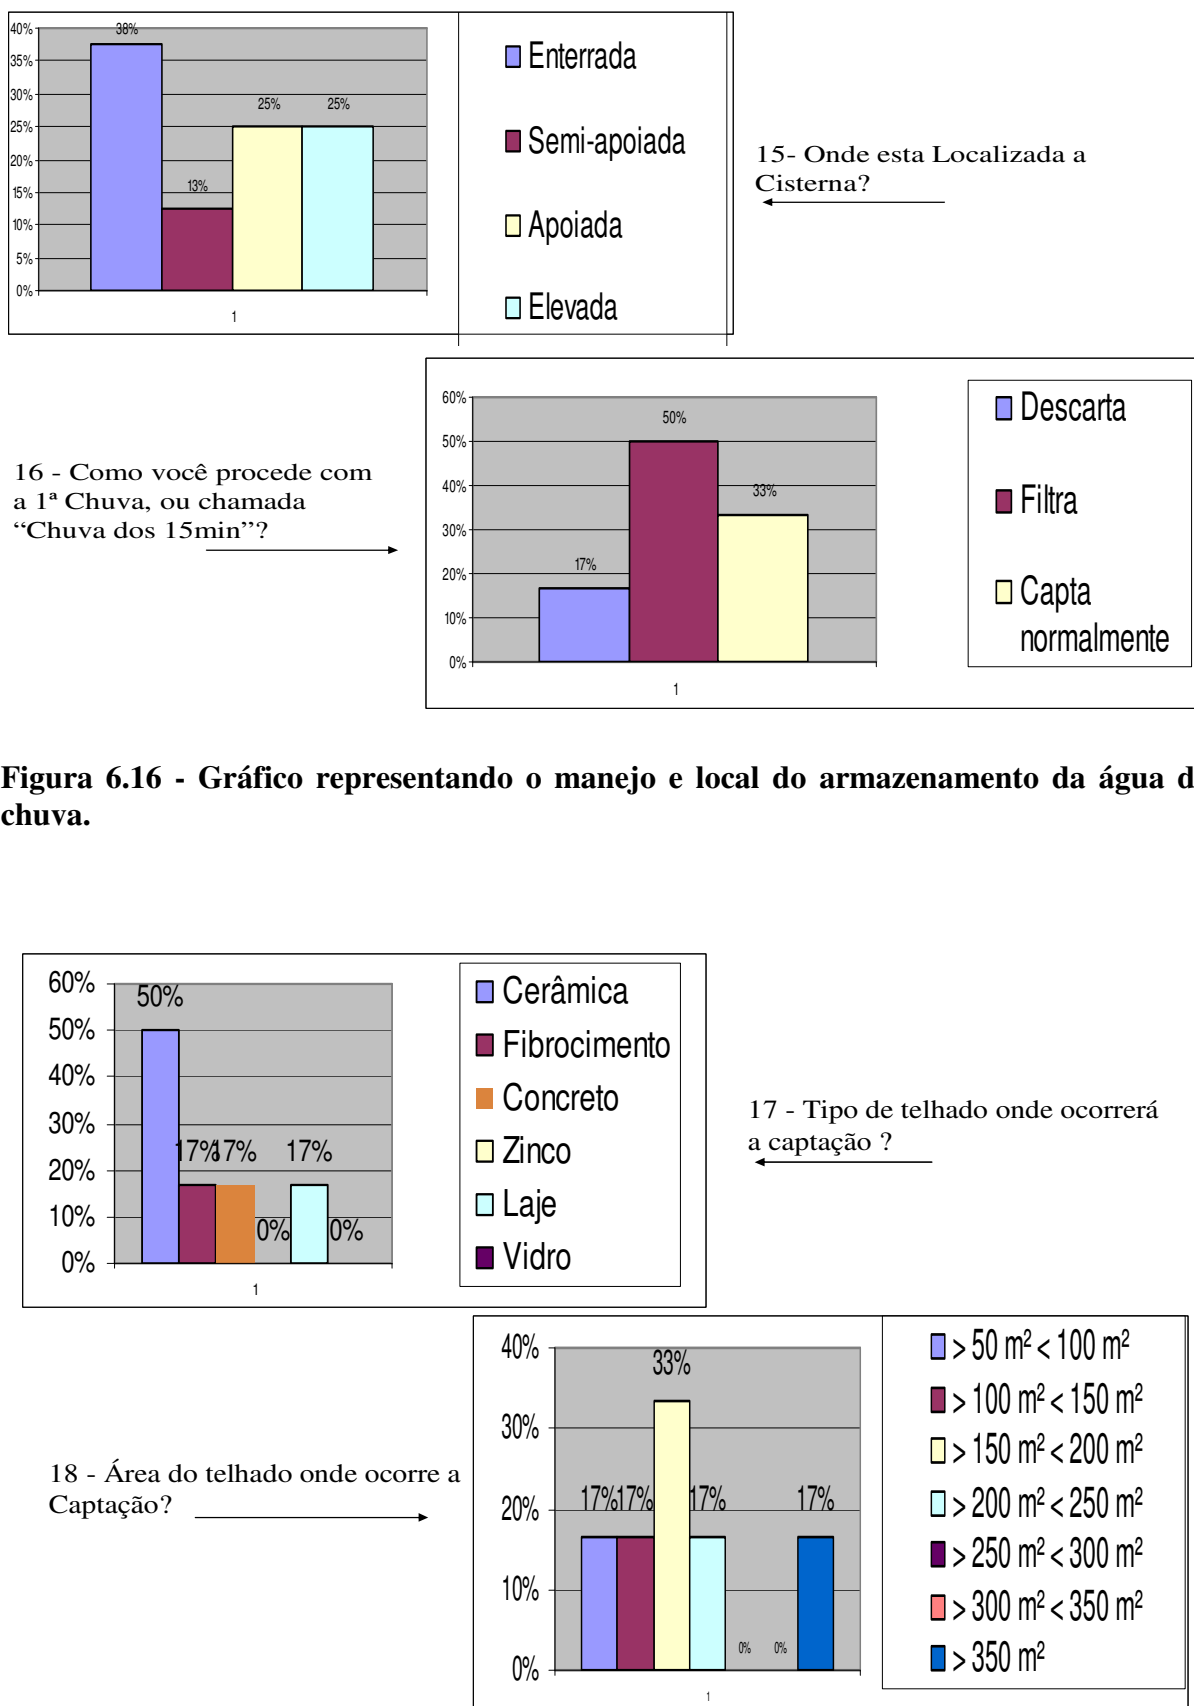 40%
35%
30%
25%
20%
15%
10%
5%
0%
38%
13%
25%
25%
1
Enterrada
Semi-apoiada
Apoiada
Elevada
15- Onde esta Localizada a
Cisterna?
16 - Como você procede com
a 1ª Chuva, ou chamada
“Chuva dos 15min”?
60%
50%
40%
30%
20%
10%
0%
17%
50%
33%
1
Descarta
Filtra
Capta
normalmente
Figura 6.16 - Gráfico representando o manejo e local do armazenamento da água d
chuva.
60%
50%
40%
30%
20%
10%
0%
50%
17%
17%
0%
17%
0%
1
Cerâmica
Fibrocimento
Concreto
Zinco
Laje
Vidro
17 - Tipo de telhado onde ocorrerá
a captação ?
18 - Área do telhado onde ocorre a
Captação?
40%
30%
20%
10%
0%
17%
17%
33%
17%
0%
0%
17%
1
> 50 m² < 100 m²
> 100 m² < 150 m²
> 150 m² < 200 m²
> 200 m² < 250 m²
> 250 m² < 300 m²
> 300 m² < 350 m²
> 350 m²